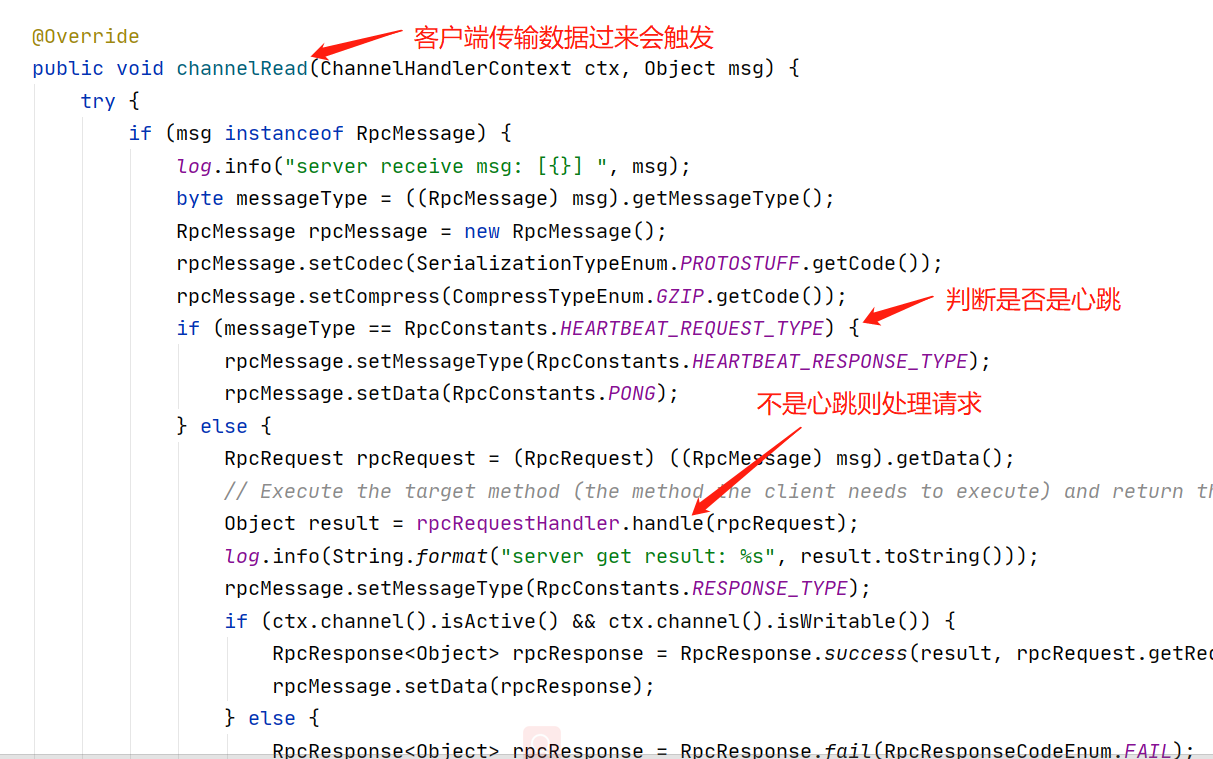 @Override
客户端传输数据过来会触发
public void channelRead(ChannelHandlerContext ctx, Object msg) {
try {
if (msg instanceof RpcMessage) {
log.info("server receive msg: [{}] ", msg);
byte messageType = ((RpcMessage) msg).getMessageType();
RpcMessage rpcMessage = new RpcMessage();
rpcMessage.setCodec(SerializationTypeEnum.PROTOSTUFF.getCode());
rpcMessage.setCompress(CompressTypeEnum.GZIP.getCode());
判断是否是心跳
if (messageType == RpcConstants.HEARTBEAT_REQUEST_TYPE) {
rpcMessage.setMessageType(RpcConstants.HEARTBEAT_RESPONSE_TYPE);
rpcMessage.setData(RpcConstants.PONG);
不是心跳则处理请求
} else {
RpcRequest rpcRequest = (RpcRequest) ((RpcMessage) msg).getData();
// Execute the target method (the method the client needs to execute) and return th
Object result = rpcRequestHandler.handle(rpcRequest);
log.info(String.format("server get result: %s", result.toString()));
rpcMessage.setMessageType(RpcConstants.RESPONSE_TYPE);
if (ctx.channel().isActive() && ctx.channel().isWritable()) {
RpcResponse<Object> rpcResponse = RpcResponse.success(result, rpcRequest.getReq
rpcMessage.setData(rpcResponse);
} else {
RpcResponse<Object> rpcResponse = RpcResponse.fail(RpcResponseCodeEnum.FAIL);